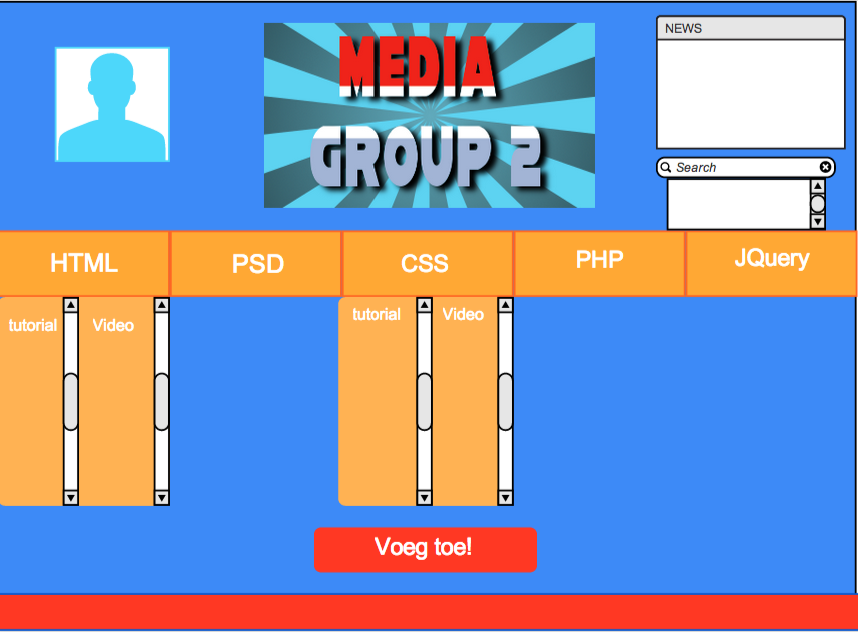 MEDIA
GROUP 2
NEWS
Search
HTML
PSD
CSS
PHP
JQuery
tutorial
Video
tutorial
Video
Voeg toe!